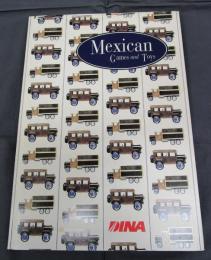 Mexican
Games and Toys
DINA